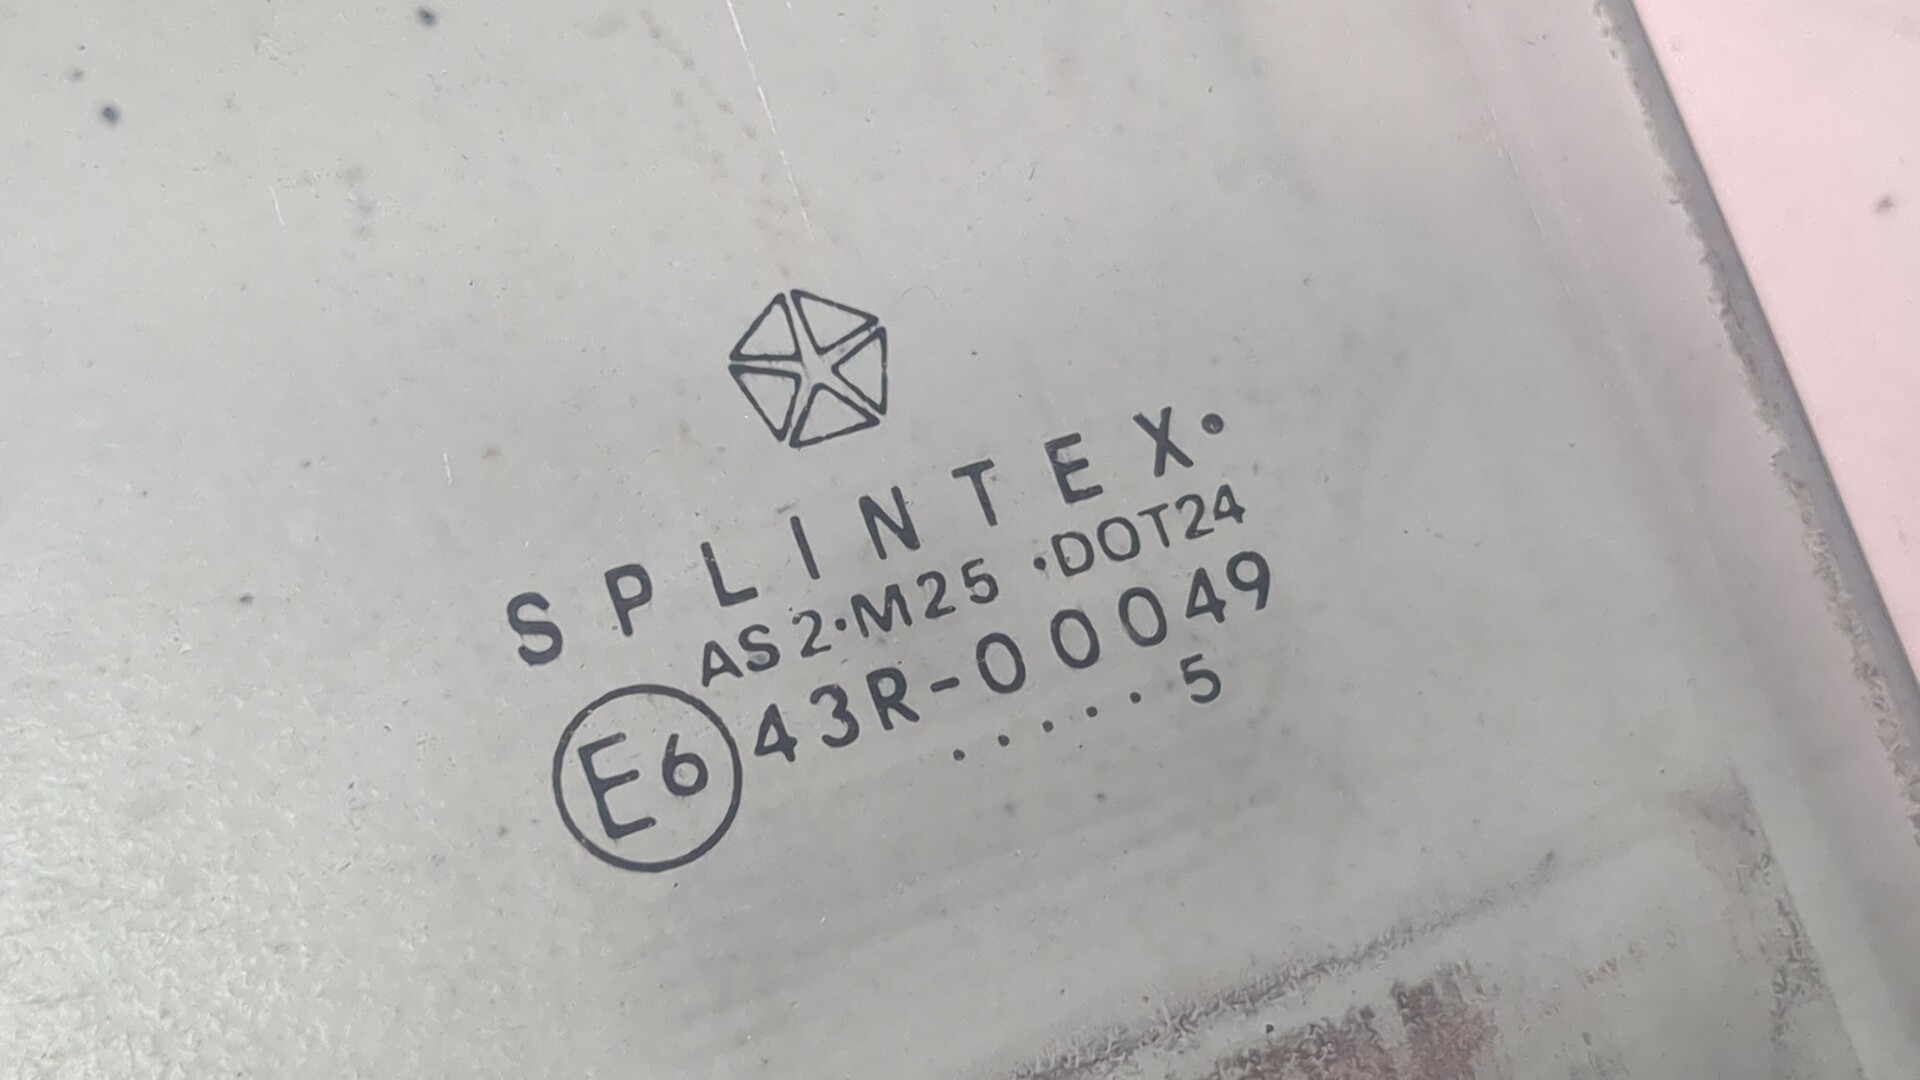 SPLINTEX·
AS2·M25 ·DOT24
E6 43R-00049
·····5